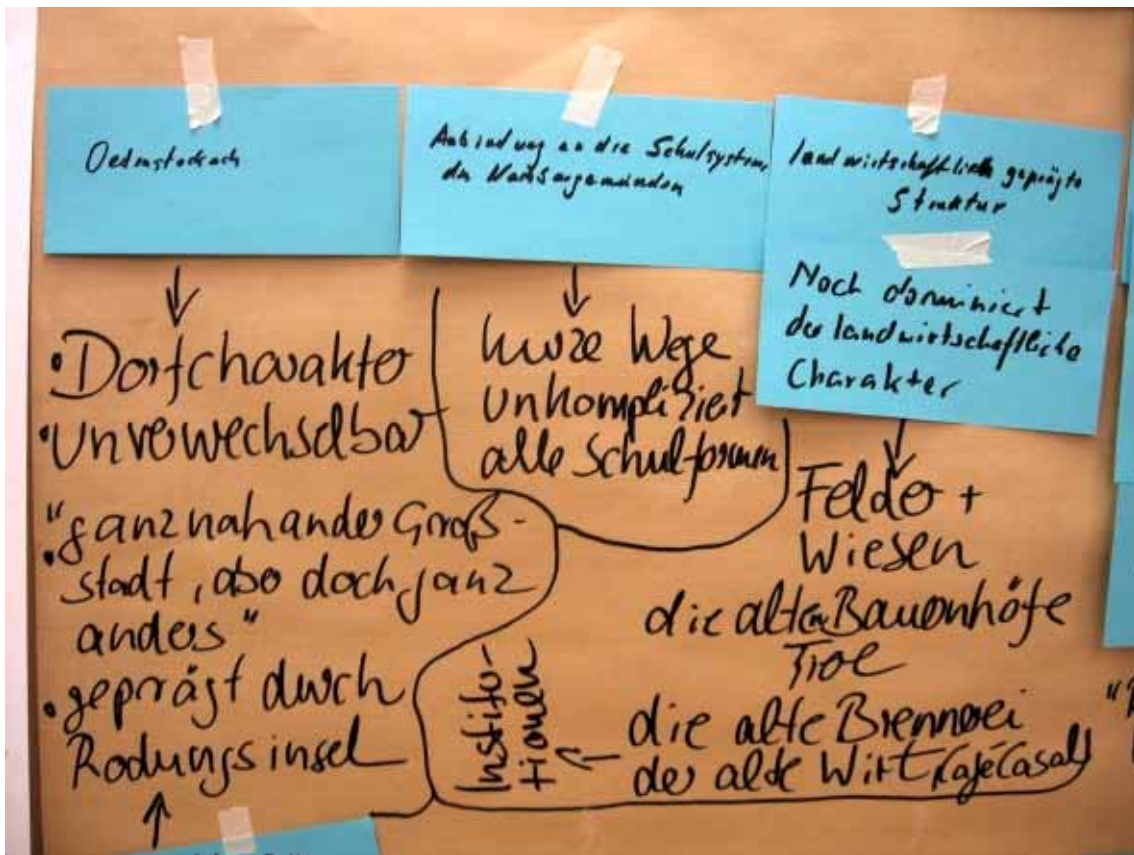 Oedenstockach
Anbindung an die Schulsysteme
der Nachbargemeinden
landwirtschaftlich geprägte
Struktur
Noch dominiert
der landwirtschaftliche
Charakter
• Dorfcharakter
• Unverwechselbar
• "ganz nah an der Groß-
stadt, aber doch ganz
anders"
• geprägt durch
Rodungsinsel
kurze Wege
unkompliziert
alle Schulformen
Felder +
Wiesen
die alten Bauernhöfe
Tiere
die alte Brennerei
der alte Wirt (Café Casal)
Institu-
tionen